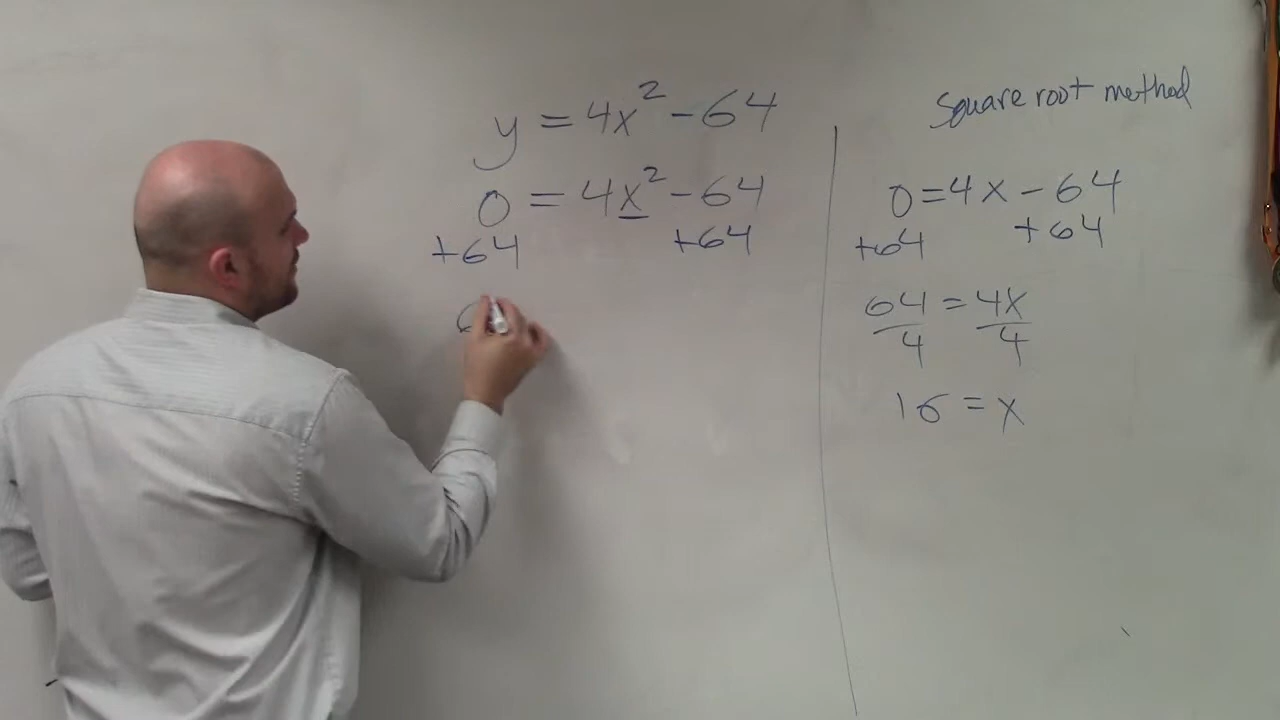 y = 4x² - 64
0 = 4x² - 64
+64 +64
6
Square root method
0 = 4x - 64
+64 +64
64/4 = 4x/4
16 = x